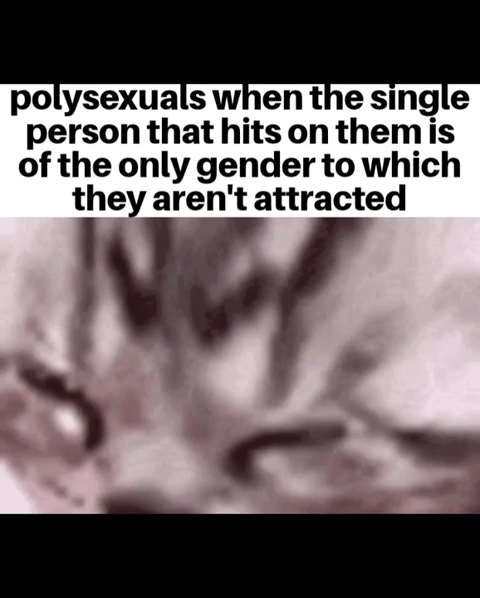 polysexuals when the single
person that hits on them is
of the only gender to which
they aren't attracted